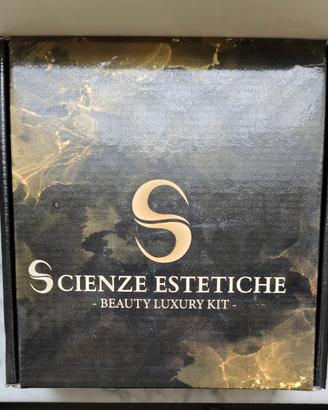 SCIENZE ESTETICHE
- BEAUTY LUXURY KIT -